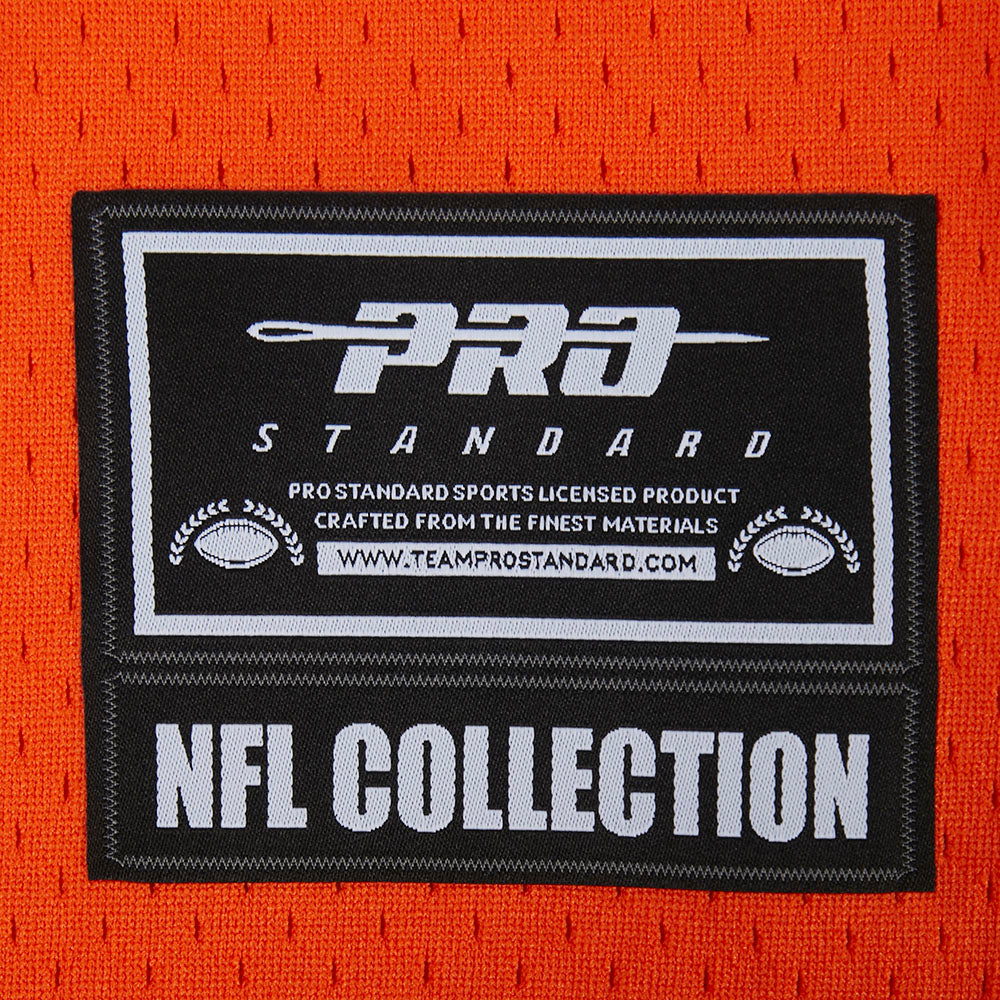 PRO
STANDARD
PRO STANDARD SPORTS LICENSED PRODUCT
CRAFTED FROM THE FINEST MATERIALS
WWW.TEAMPROSTANDARD.COM
NFL COLLECTION